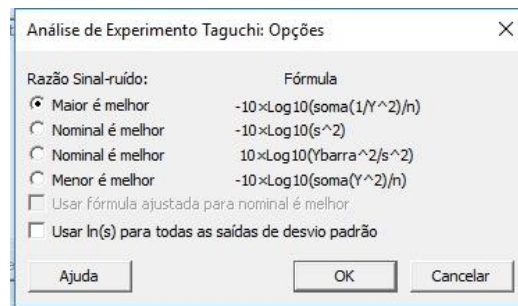 Análise de Experimento Taguchi: Opções
Razão Sinal-ruído: Fórmula
Maior é melhor -10×Log10(soma(1/Y^2)/n)
Nominal é melhor -10×Log10(s^2)
Nominal é melhor 10×Log10(Ybarra^2/s^2)
Menor é melhor -10×Log10(soma(Y^2)/n)
Usar fórmula ajustada para nominal é melhor
Usar ln(s) para todas as saídas de desvio padrão
Ajuda OK Cancelar